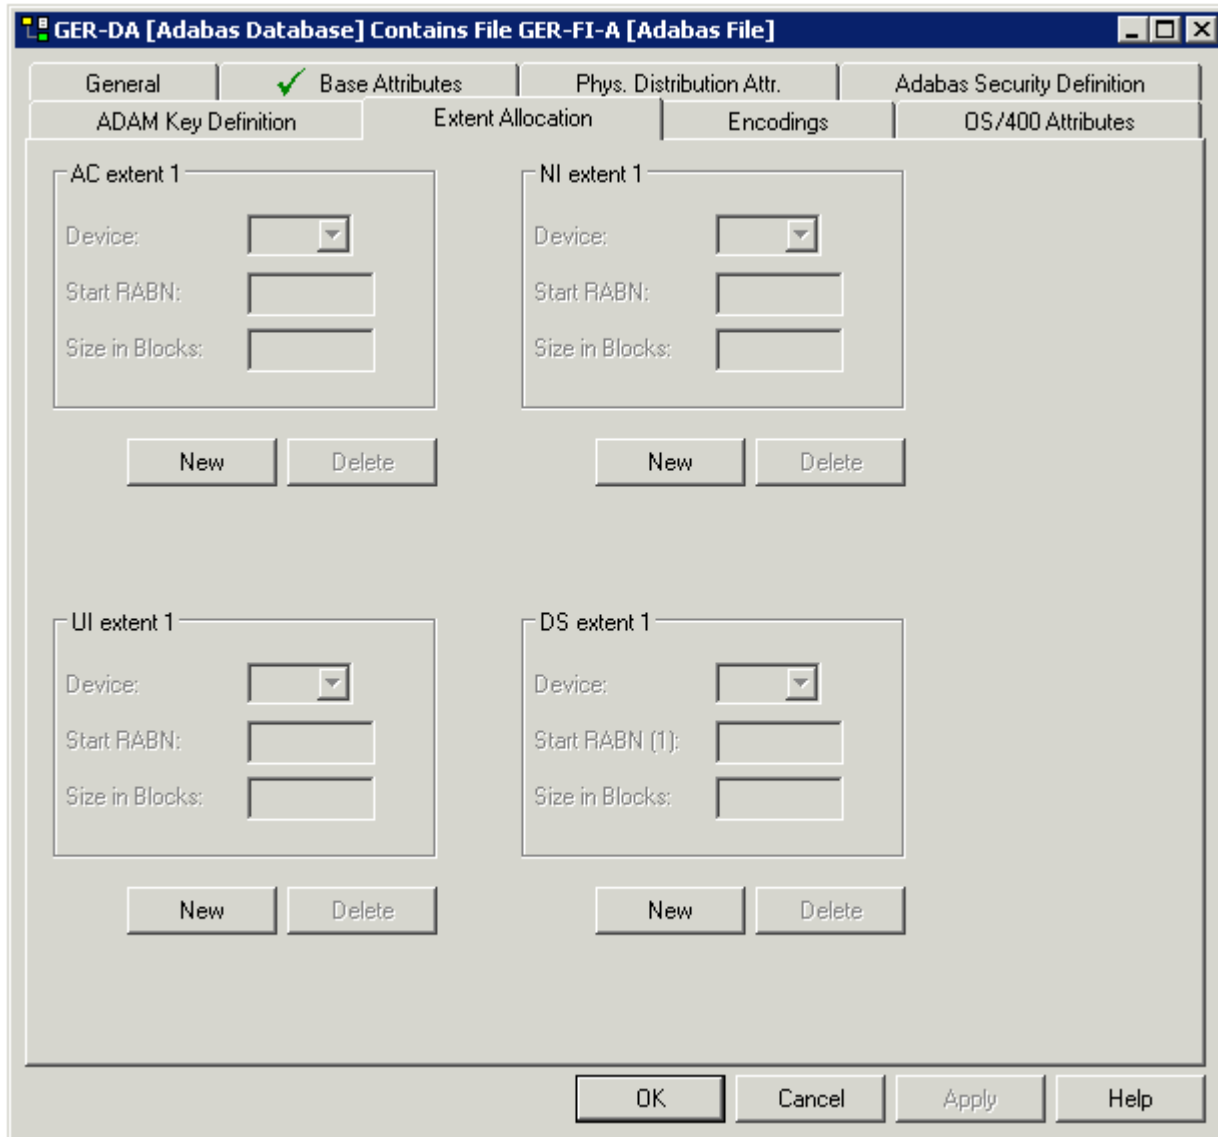 GER-DA [Adabas Database] Contains File GER-FI-A [Adabas File]
General Base Attributes Phys. Distribution Attr. Adabas Security Definition
ADAM Key Definition Extent Allocation Encodings OS/400 Attributes
AC extent 1
Device:
Start RABN:
Size in Blocks:
New Delete
NI extent 1
Device:
Start RABN:
Size in Blocks:
New Delete
UI extent 1
Device:
Start RABN:
Size in Blocks:
New Delete
DS extent 1
Device:
Start RABN (1):
Size in Blocks:
New Delete
OK Cancel Apply Help